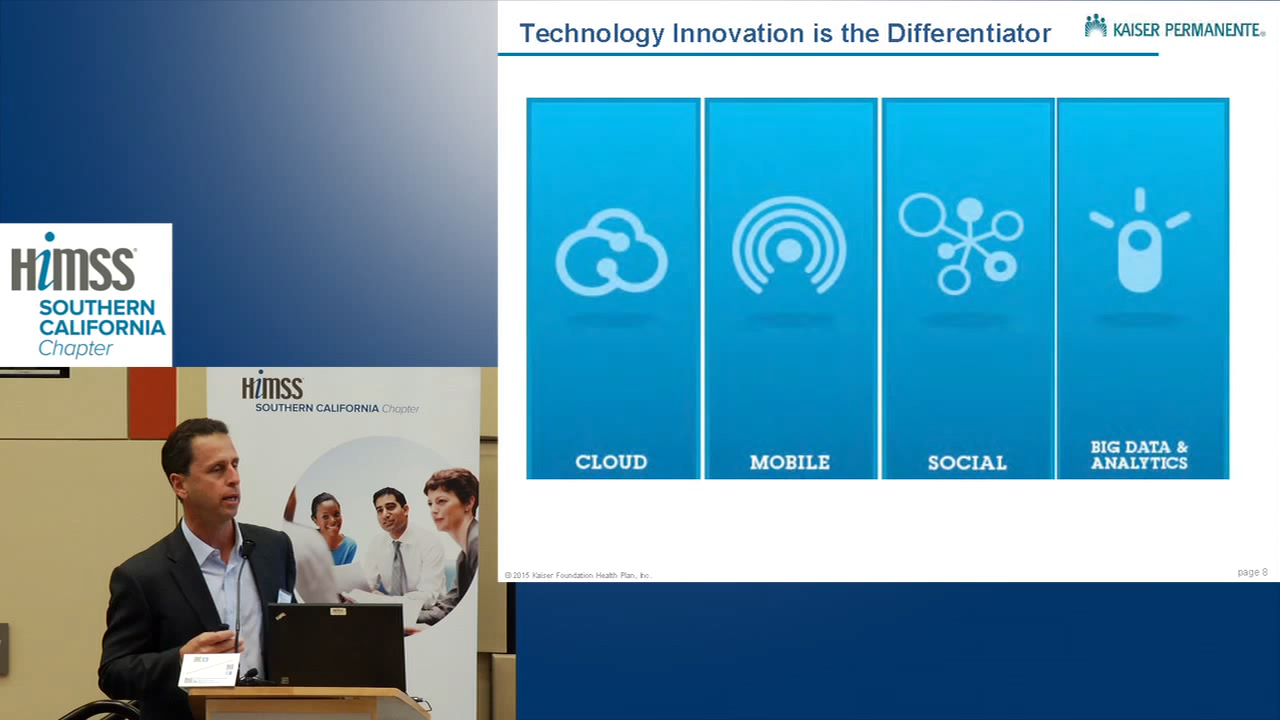 Technology Innovation is the Differentiator
KAISER PERMANENTE®
CLOUD
MOBILE
SOCIAL
BIG DATA &
ANALYTICS
© 2015 Kaiser Foundation Health Plan, Inc.
page 8
HiMSS®
SOUTHERN
CALIFORNIA
Chapter
HiMSS
SOUTHERN CALIFORNIA Chapter